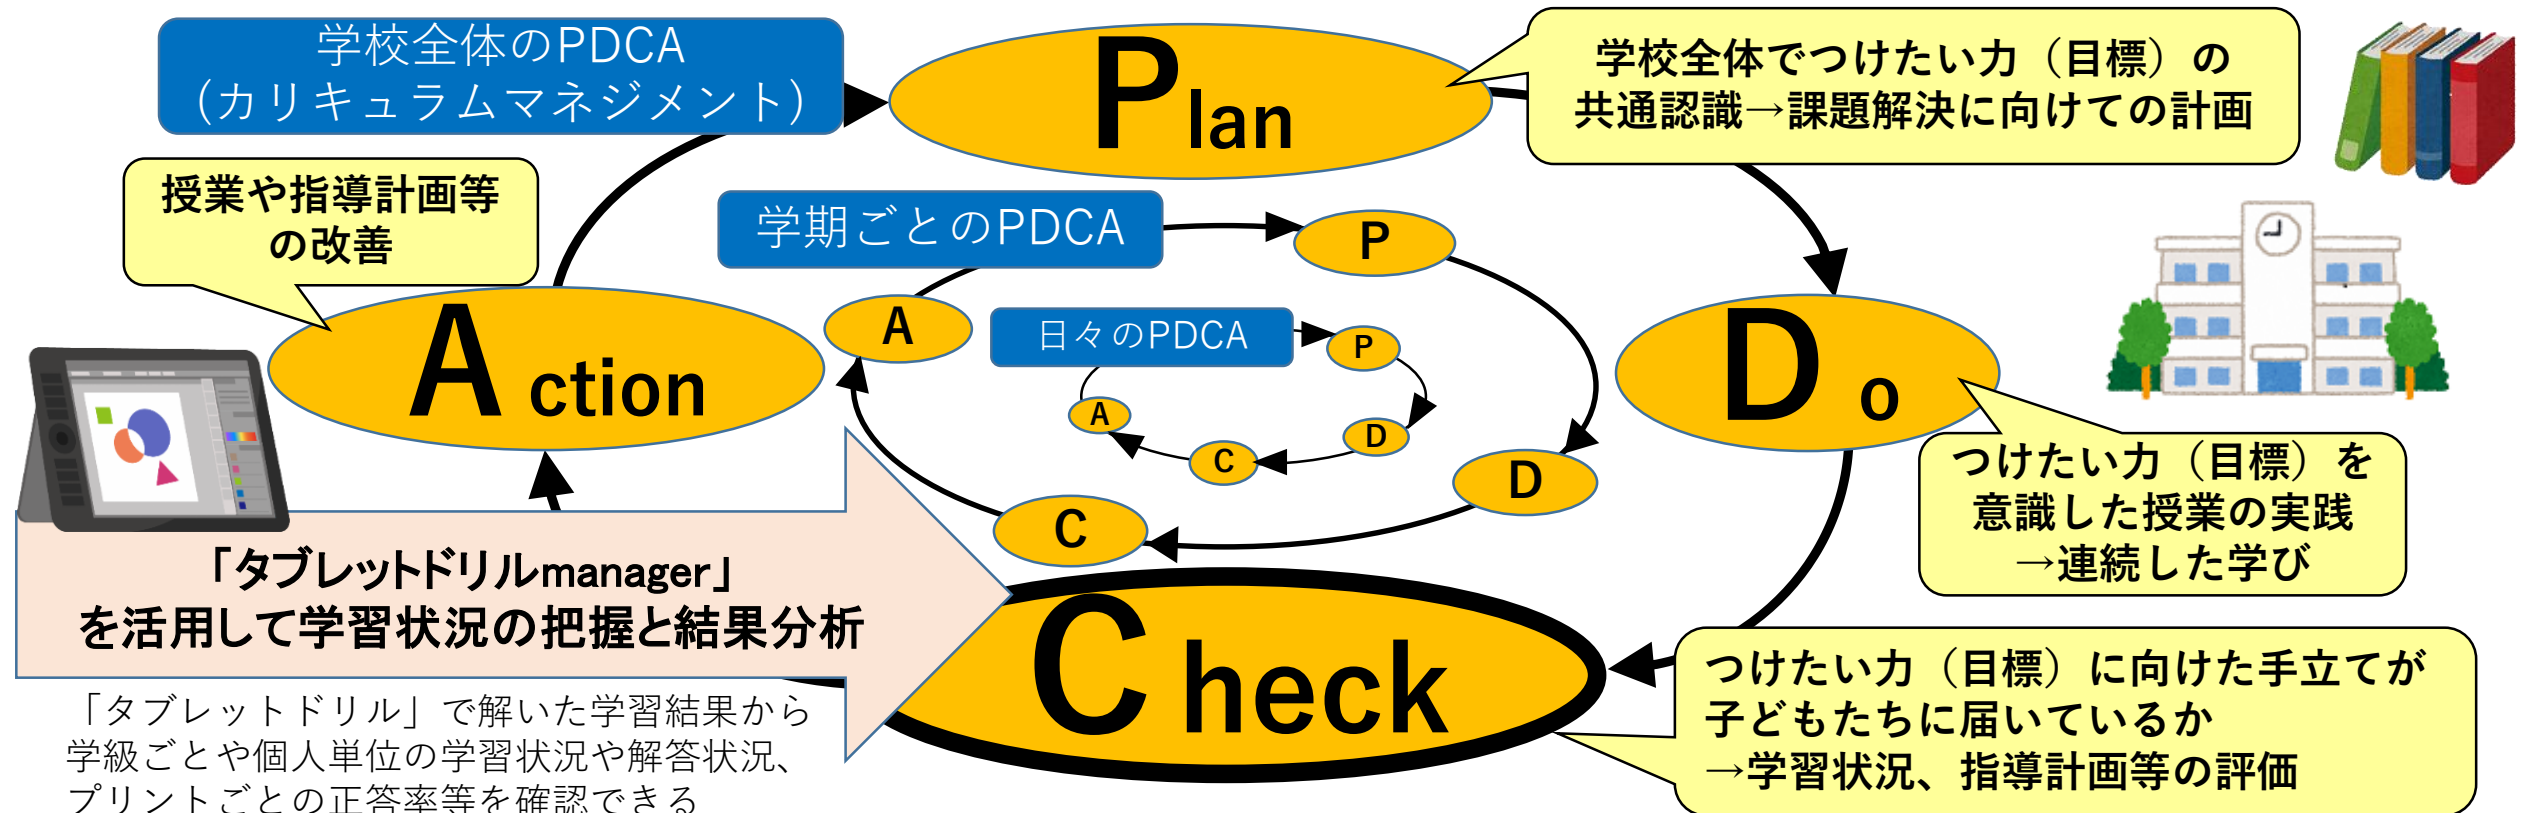 学校全体のPDCA
（カリキュラムマネジメント）
Plan
学校全体でつけたい力（目標）の
共通認識→課題解決に向けての計画
授業や指導計画等
の改善
学期ごとのPDCA
P
A
日々のPDCA
P
A
D
C
D
C
Action
Do
つけたい力（目標）を
意識した授業の実践
→連続した学び
「タブレットドリルmanager」
を活用して学習状況の把握と結果分析
Check
つけたい力（目標）に向けた手立てが
子どもたちに届いているか
→学習状況、指導計画等の評価
「タブレットドリル」で解いた学習結果から
学級ごとや個人単位の学習状況や解答状況、
プリントごとの正答率等を確認できる